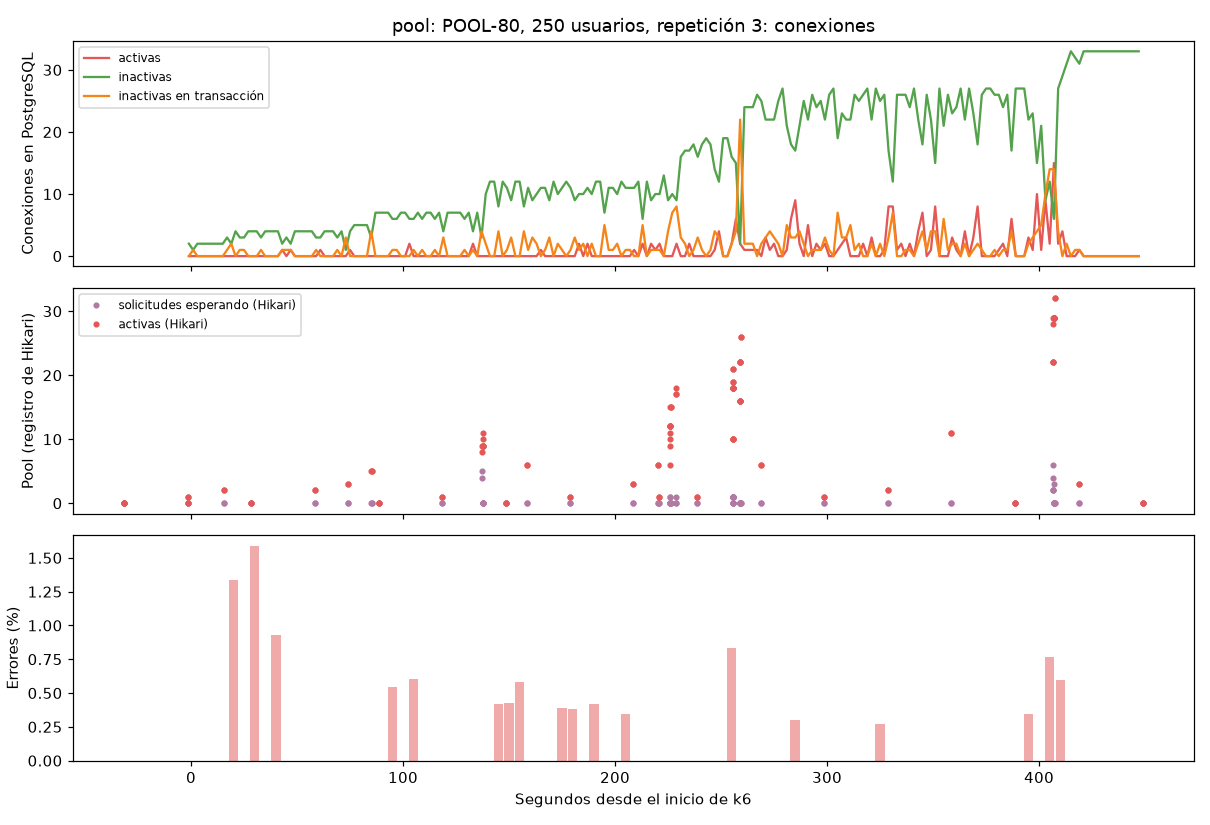 pool: POOL-80, 250 usuarios, repetición 3: conexiones
Conexiones en PostgreSQL
30
20
10
0
activas
inactivas
inactivas en transacción
Pool (registro de Hikari)
30
20
10
0
solicitudes esperando (Hikari)
activas (Hikari)
Errores (%)
1.50
1.25
1.00
0.75
0.50
0.25
0.00
0
100
200
300
400
Segundos desde el inicio de k6